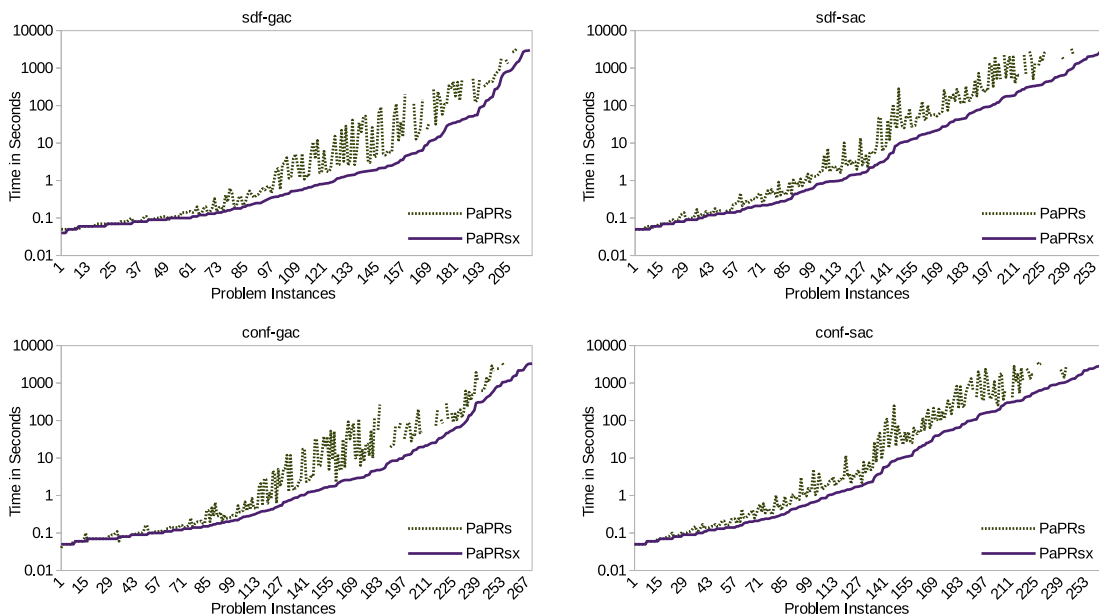 sdf-gac
10000
1000
100
10
1
0.1
0.01
Time in Seconds
PaPRs
PaPRsx
1 13 25 37 49 61 73 85 97 109 121 133 145 157 169 181 193 205
Problem Instances
sdf-sac
10000
1000
100
10
1
0.1
0.01
Time in Seconds
PaPRs
PaPRsx
1 15 29 43 57 71 85 99 113 127 141 155 169 183 197 211 225 239 253
Problem Instances
conf-gac
10000
1000
100
10
1
0.1
0.01
Time in Seconds
PaPRs
PaPRsx
1 15 29 43 57 71 85 99 113 127 141 155 169 183 197 211 225 239 253 267
Problem Instances
conf-sac
10000
1000
100
10
1
0.1
0.01
Time in Seconds
PaPRs
PaPRsx
1 15 29 43 57 71 85 99 113 127 141 155 169 183 197 211 225 239 253
Problem Instances